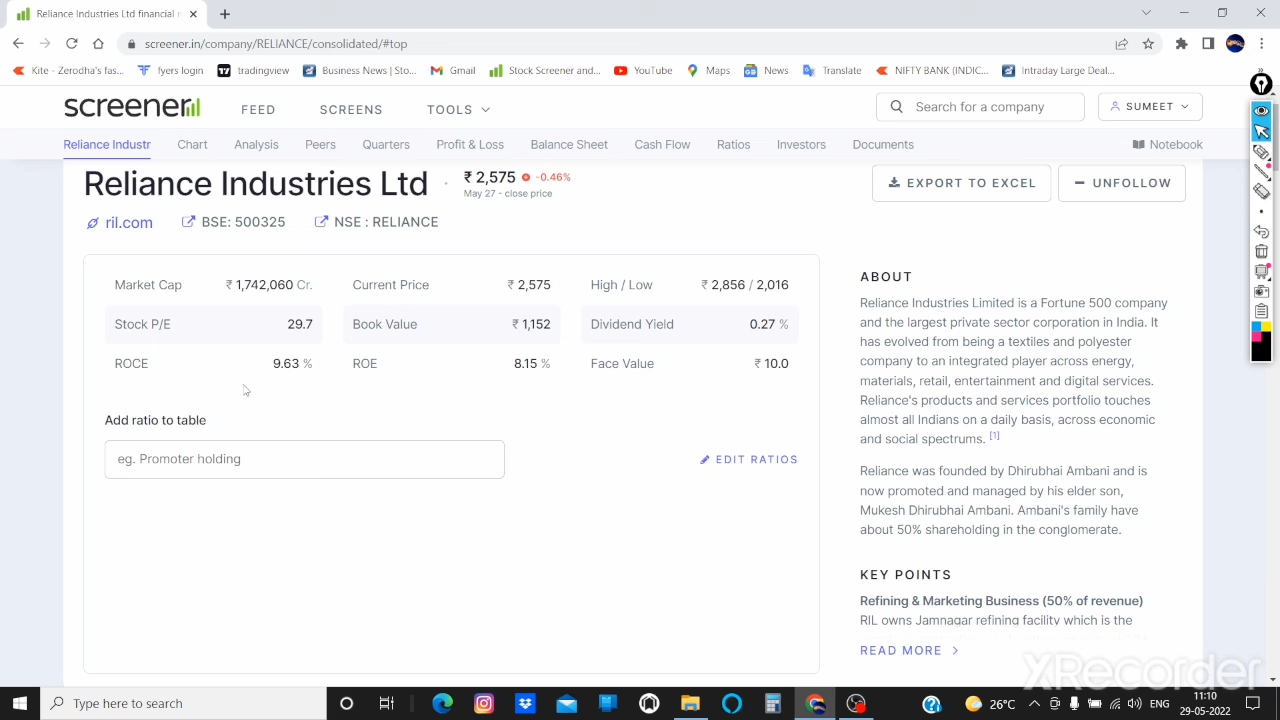 Reliance Industries Ltd financial r
screener.in/company/RELIANCE/consolidated/#top
Kite - Zerodha's fas...
fyers login
tradingview
Business News | Sto...
Gmail
Stock Screener and...
YouTube
Maps
News
Translate
NIFTY BANK (INDIC...
Intraday Large Deal...
screener
FEED
SCREENS
TOOLS
Search for a company
SUMEET
Reliance Industr
Chart
Analysis
Peers
Quarters
Profit & Loss
Balance Sheet
Cash Flow
Ratios
Investors
Documents
Notebook
Reliance Industries Ltd
₹ 2,575 -0.46%
May 27 - close price
EXPORT TO EXCEL
UNFOLLOW
ril.com
BSE: 500325
NSE : RELIANCE
Market Cap ₹ 1,742,060 Cr.
Current Price ₹ 2,575
High / Low ₹ 2,856 / 2,016
Stock P/E 29.7
Book Value ₹ 1,152
Dividend Yield 0.27 %
ROCE 9.63 %
ROE 8.15 %
Face Value ₹ 10.0
Add ratio to table
eg. Promoter holding
EDIT RATIOS
ABOUT
Reliance Industries Limited is a Fortune 500 company
and the largest private sector corporation in India. It
has evolved from being a textiles and polyester
company to an integrated player across energy,
materials, retail, entertainment and digital services.
Reliance's products and services portfolio touches
almost all Indians on a daily basis, across economic
and social spectrums. [1]
Reliance was founded by Dhirubhai Ambani and is
now promoted and managed by his elder son,
Mukesh Dhirubhai Ambani. Ambani's family have
about 50% shareholding in the conglomerate.
KEY POINTS
Refining & Marketing Business (50% of revenue)
RIL owns Jamnagar refining facility which is the
READ MORE
XRecorder
Type here to search
26°C
ENG
11:10
29-05-2022